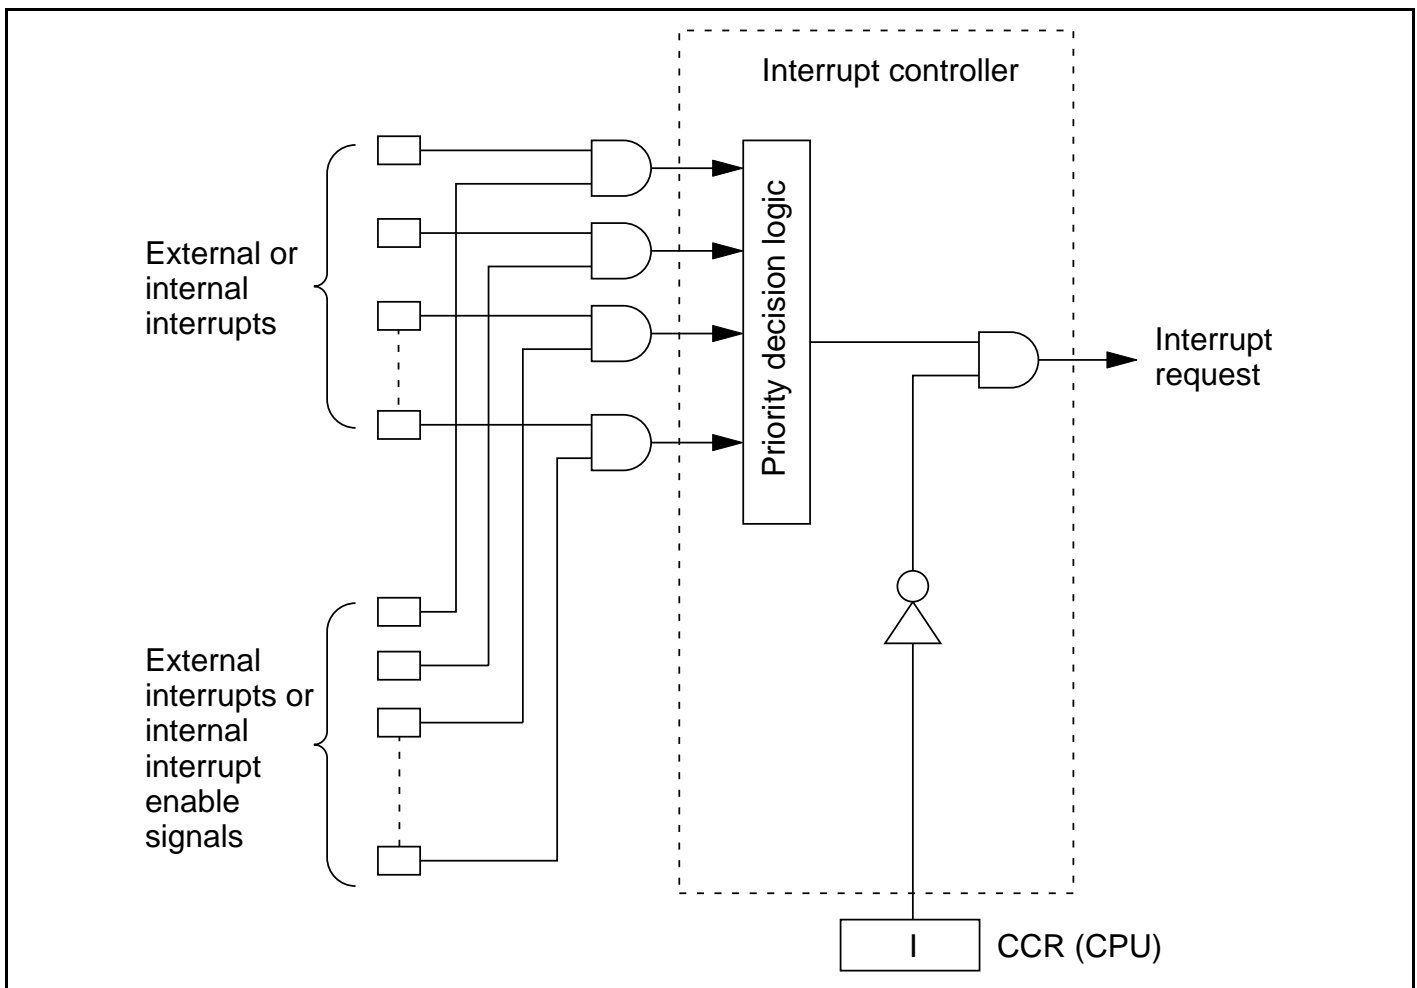 Interrupt controller
External or
internal
interrupts
Priority decision logic
Interrupt
request
External
interrupts or
internal
interrupt
enable
signals
I
CCR (CPU)